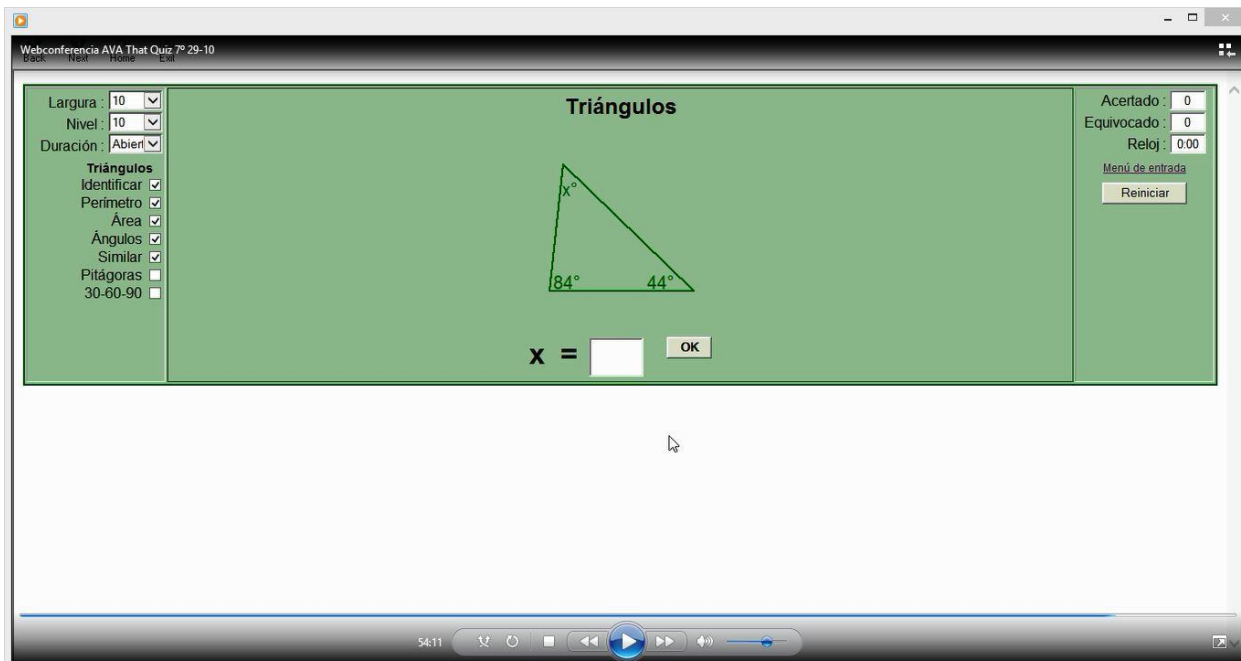 Webconferencia AVA That Quiz 7º 29-10
Back Next Home Exit
Largura : 10
Nivel : 10
Duración : Abiert
Triángulos
Identificar
Perímetro
Área
Ángulos
Similar
Pitágoras
30-60-90
Triángulos
x°
84° 44°
x = OK
Acertado : 0
Equivocado : 0
Reloj : 0:00
Menú de entrada
Reiniciar
54:11